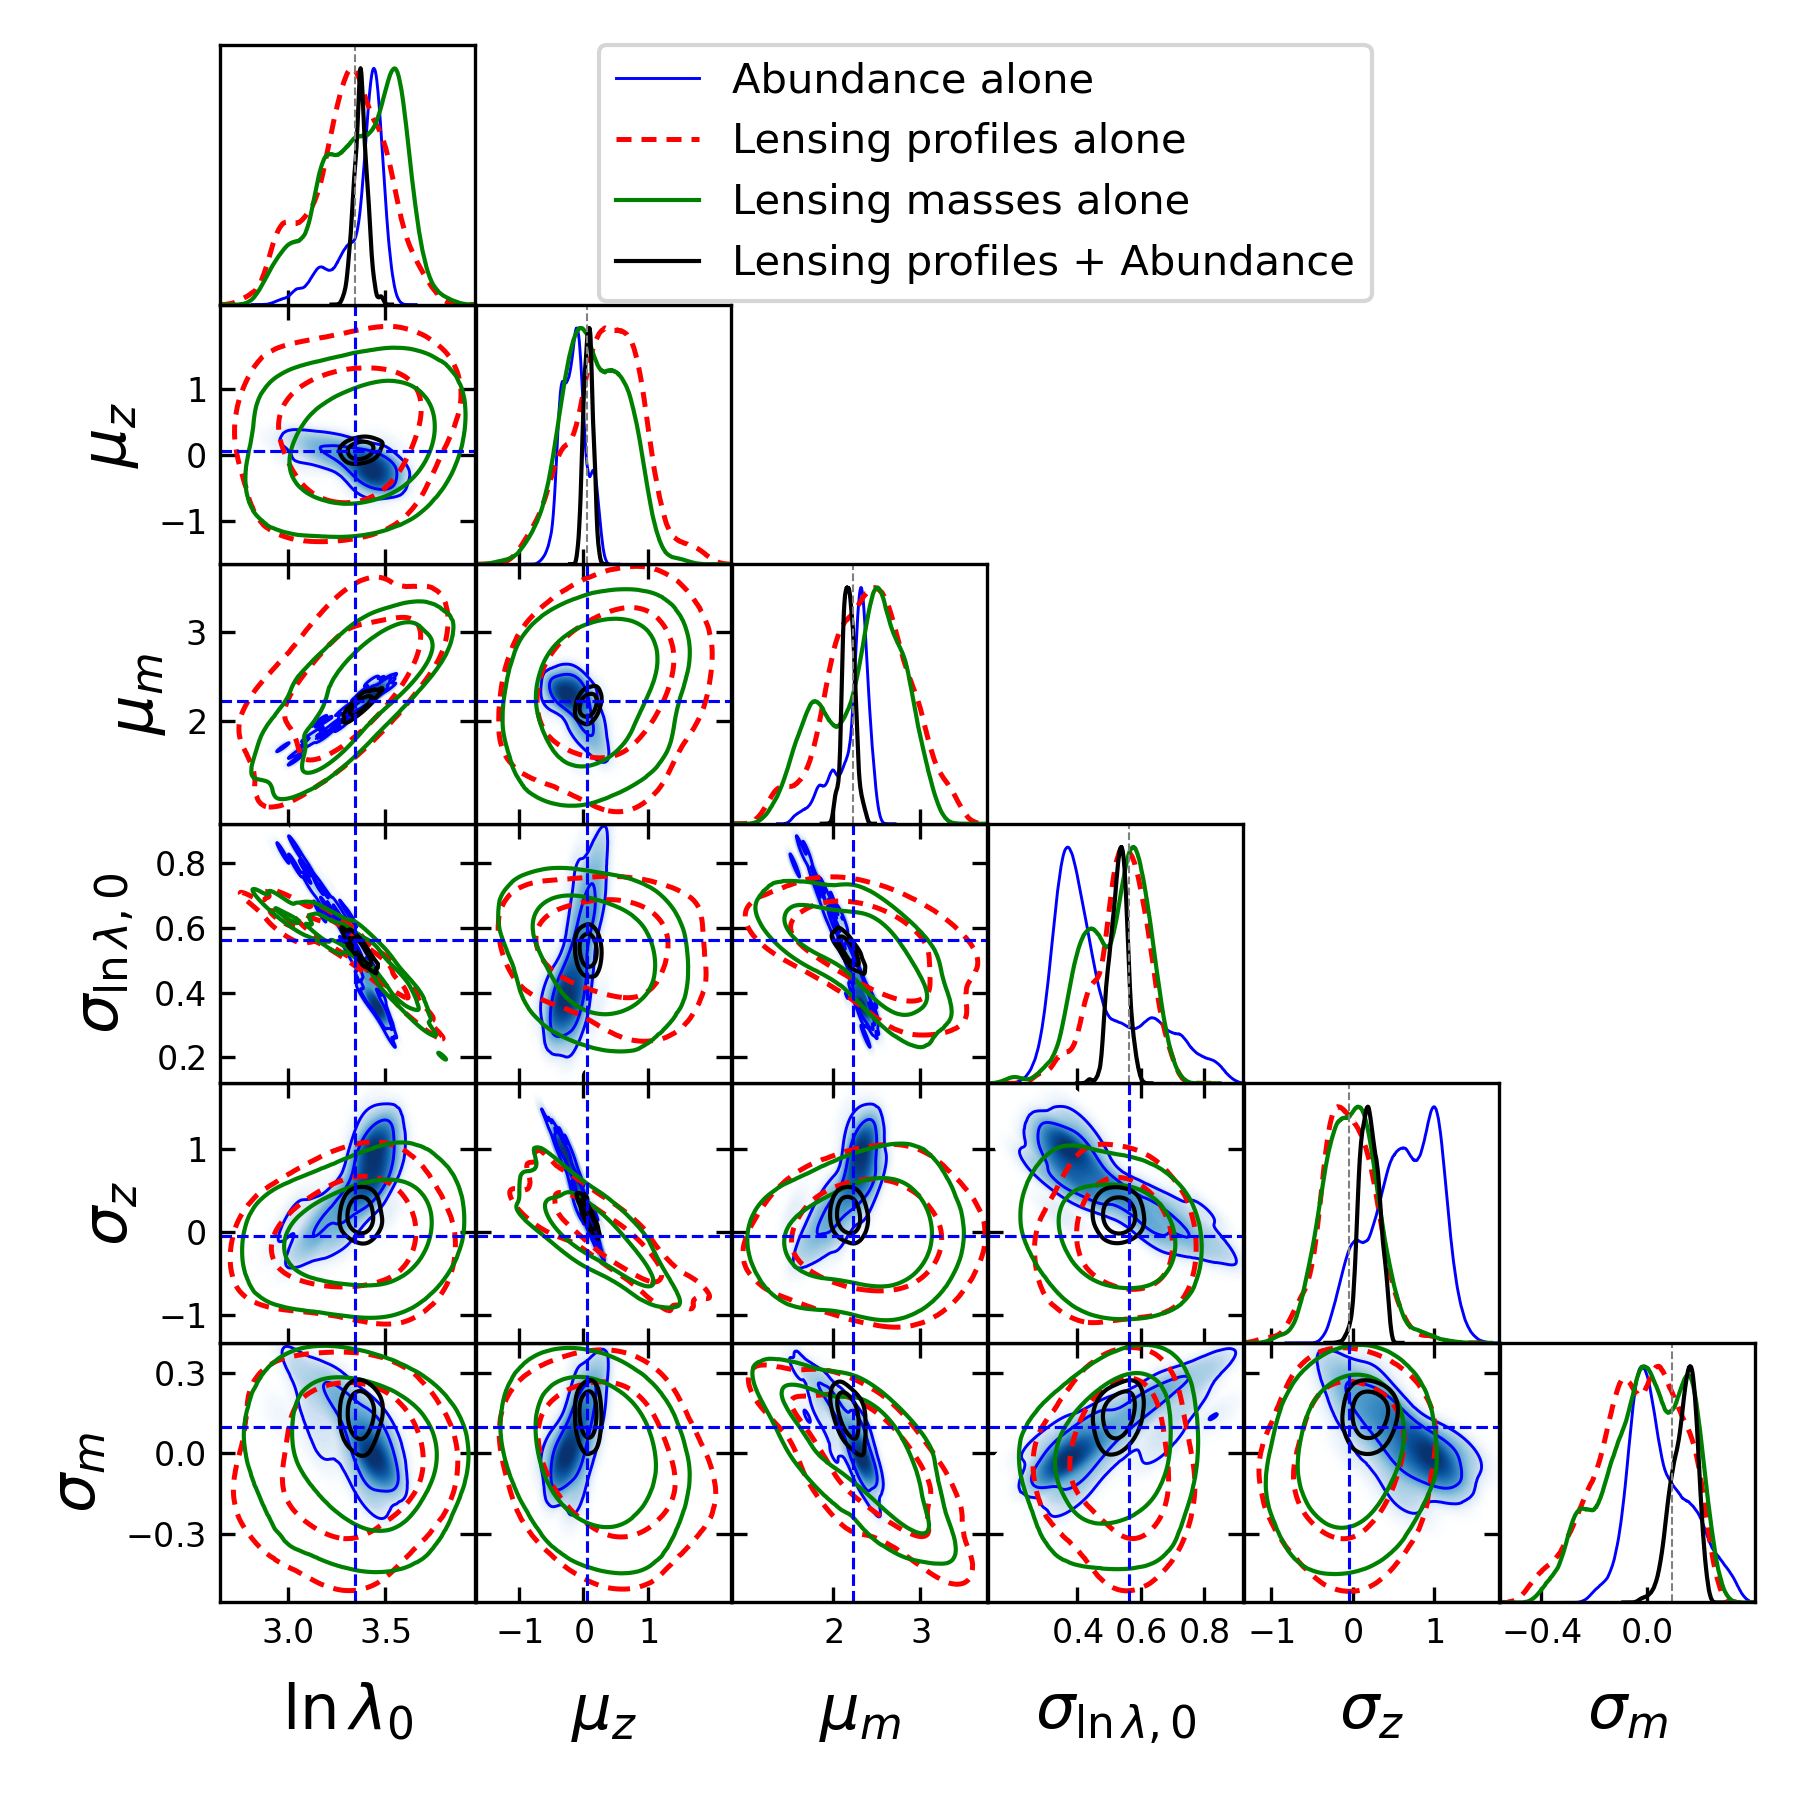 Abundance alone
Lensing profiles alone
Lensing masses alone
Lensing profiles + Abundance
μz
1
0
−1
μm
3
2
σln λ, 0
0.8
0.6
0.4
0.2
σz
1
0
−1
σm
0.3
0.0
−0.3
3.0 3.5 −1 0 1 2 3 0.4 0.6 0.8 −1 0 1 −0.4 0.0
ln λ0 μz μm σln λ, 0 σz σm